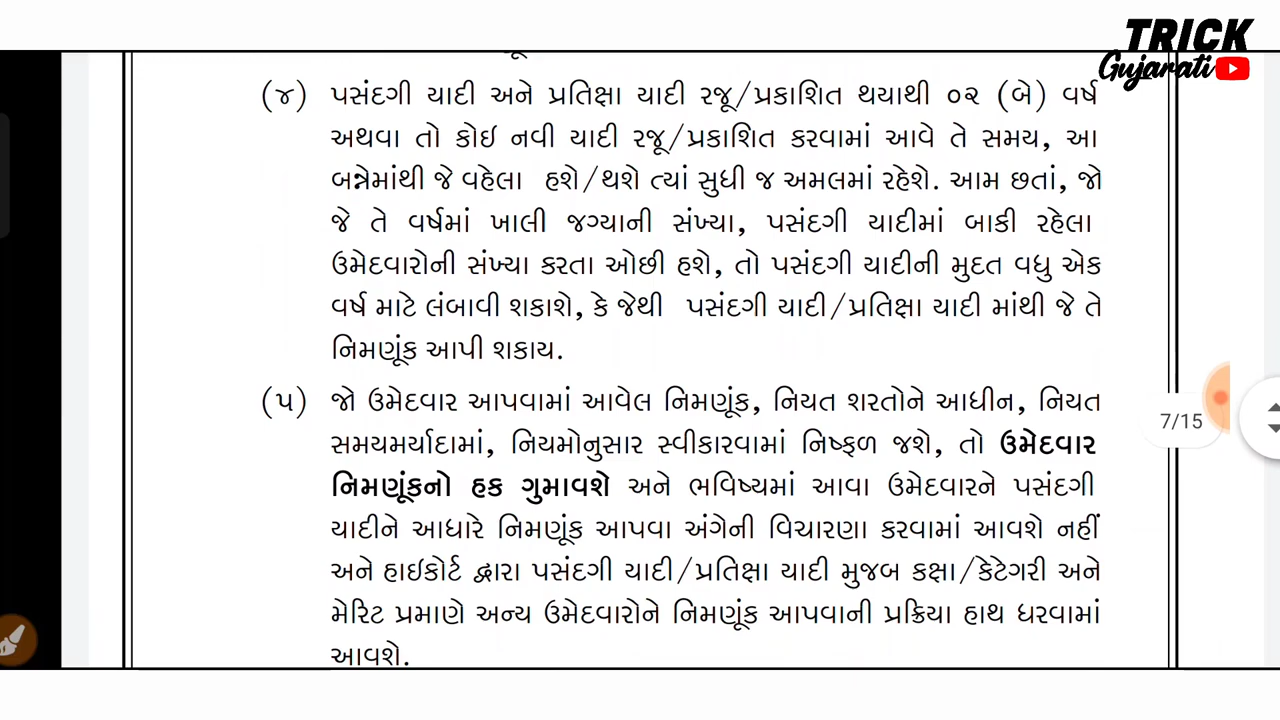 TRICK
Gujarati
(૪) પસંદગી યાદી અને પ્રતિક્ષા યાદી રજૂ/પ્રકાશિત થયાથી ૦૨ (બે) વર્ષ
અથવા તો કોઈ નવી યાદી રજૂ/પ્રકાશિત કરવામાં આવે તે સમય, આ
બન્નેમાંથી જે વહેલા હશે/થશે ત્યાં સુધી જ અમલમાં રહેશે. આમ છતાં, જો
જે તે વર્ષમાં ખાલી જગ્યાની સંખ્યા, પસંદગી યાદીમાં બાકી રહેલા
ઉમેદવારોની સંખ્યા કરતા ઓછી હશે, તો પસંદગી યાદીની મુદત વધુ એક
વર્ષ માટે લંબાવી શકાશે, કે જેથી પસંદગી યાદી/પ્રતિક્ષા યાદી માંથી જે તે
નિમણૂંક આપી શકાય.
(૫) જો ઉમેદવાર આપવામાં આવેલ નિમણૂંક, નિયત શરતોને આધીન, નિયત
સમયમર્યાદામાં, નિયમોનુસાર સ્વીકારવામાં નિષ્ફળ જશે, તો ઉમેદવાર
નિમણૂંકનો હક ગુમાવશે અને ભવિષ્યમાં આવા ઉમેદવારને પસંદગી
યાદીને આધારે નિમણૂંક આપવા અંગેની વિચારણા કરવામાં આવશે નહીં
અને હાઇકોર્ટ દ્વારા પસંદગી યાદી/પ્રતિક્ષા યાદી મુજબ કક્ષા/કેટેગરી અને
મેરિટ પ્રમાણે અન્ય ઉમેદવારોને નિમણૂંક આપવાની પ્રક્રિયા હાથ ધરવામાં
આવશે.
7/15